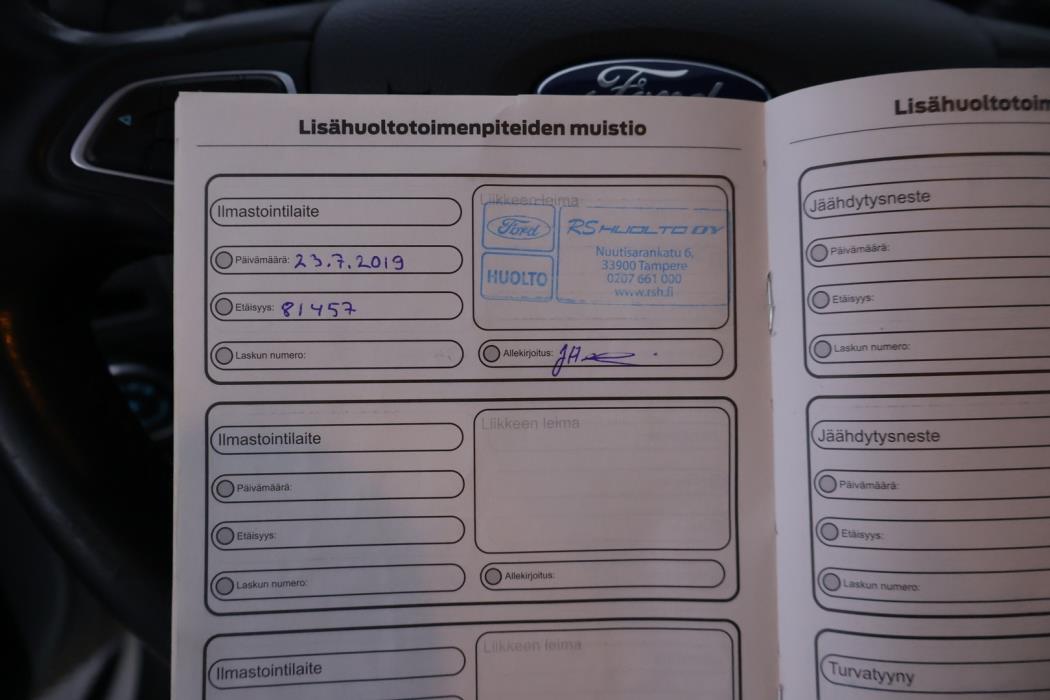 Ford
Lisähuoltotoimenpiteiden muistio
Ilmastointilaite
Päivämäärä: 23.7.2019
Etäisyys: 81457
Laskun numero:
Liikkeen leima
Ford
HUOLTO
RS HUOLTO OY
Nuutisarankatu 6,
33900 Tampere
0207 661 000
www.rsh.fi
Allekirjoitus:
Ilmastointilaite
Päivämäärä:
Etäisyys:
Laskun numero:
Liikkeen leima
Allekirjoitus:
Ilmastointilaite
Liikkeen leima
Lisähuoltotoim
Jäähdytysneste
Päivämäärä:
Etäisyys:
Laskun numero:
Jäähdytysneste
Päivämäärä:
Etäisyys:
Laskun numero:
Turvatyyny